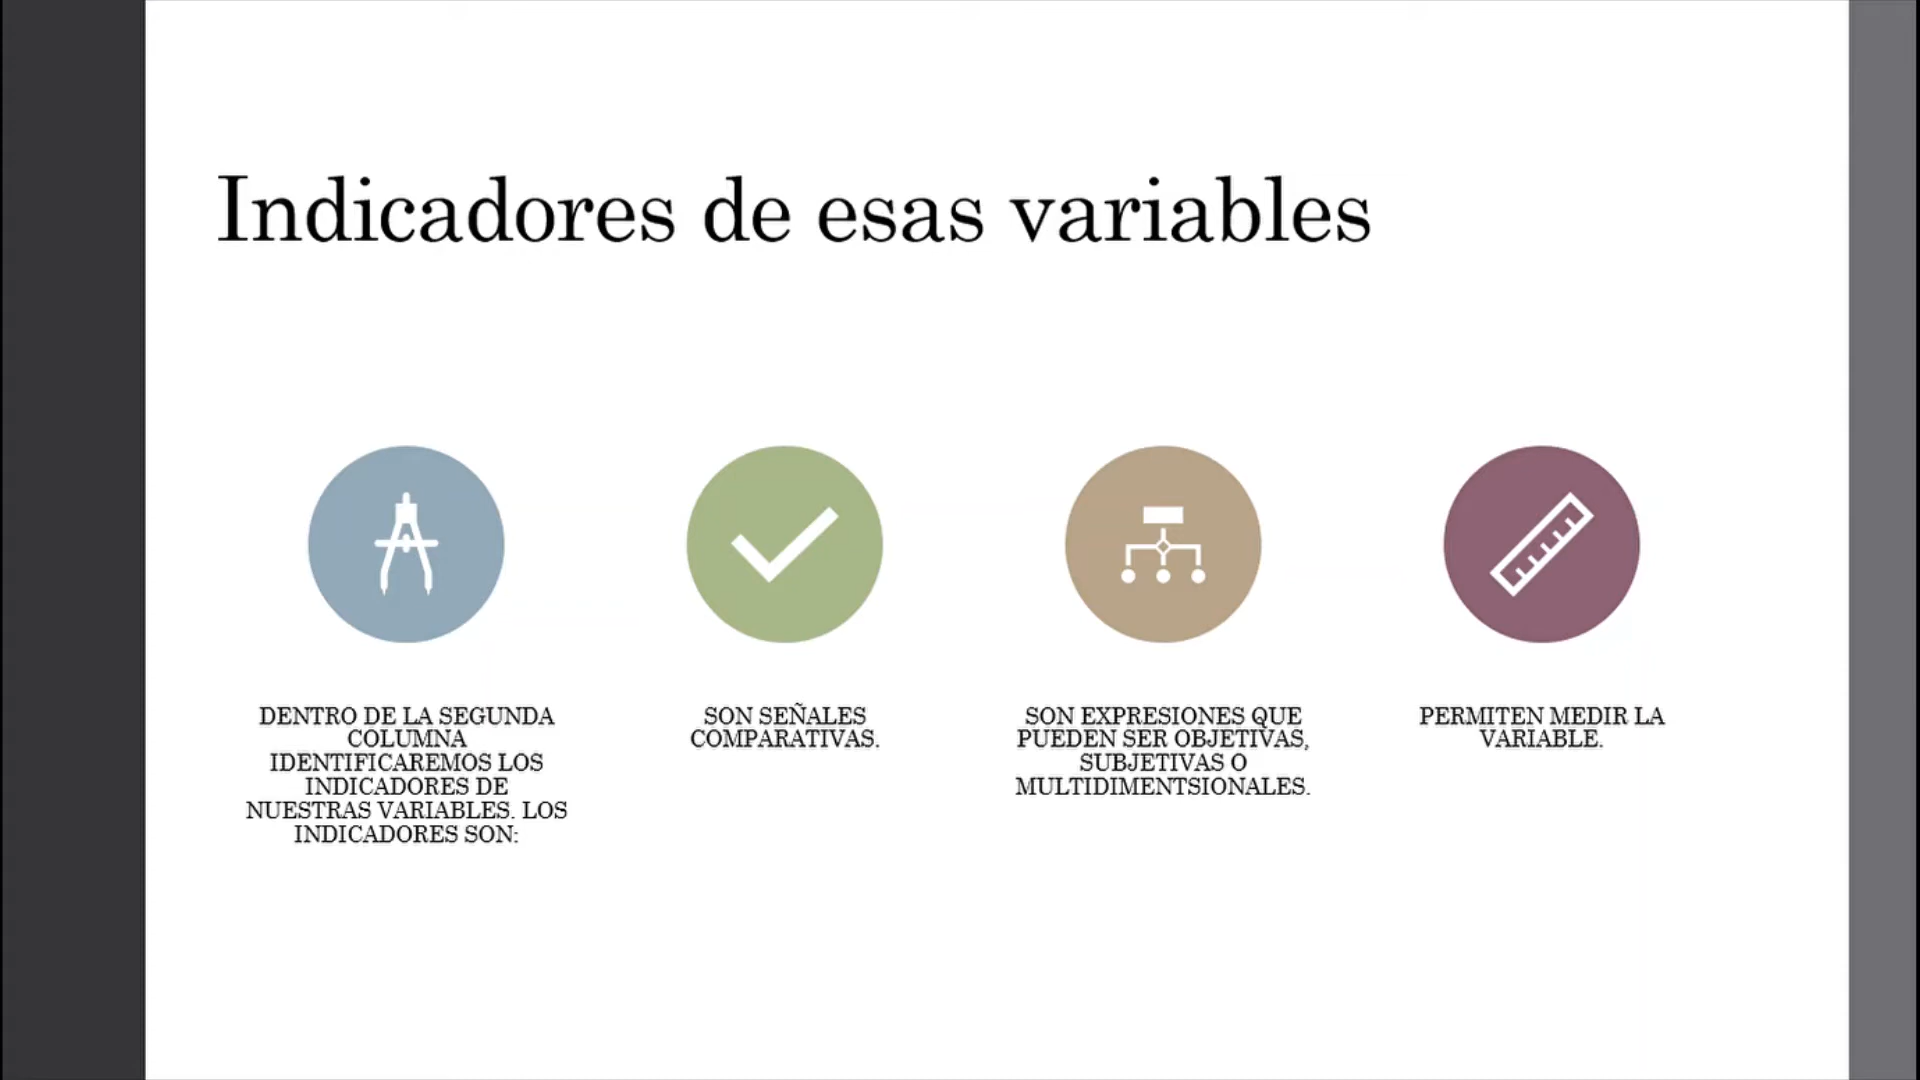 Indicadores de esas variables
DENTRO DE LA SEGUNDA
COLUMNA
IDENTIFICAREMOS LOS
INDICADORES DE
NUESTRAS VARIABLES. LOS
INDICADORES SON:
SON SEÑALES
COMPARATIVAS.
SON EXPRESIONES QUE
PUEDEN SER OBJETIVAS,
SUBJETIVAS O
MULTIDIMENTSIONALES.
PERMITEN MEDIR LA
VARIABLE.